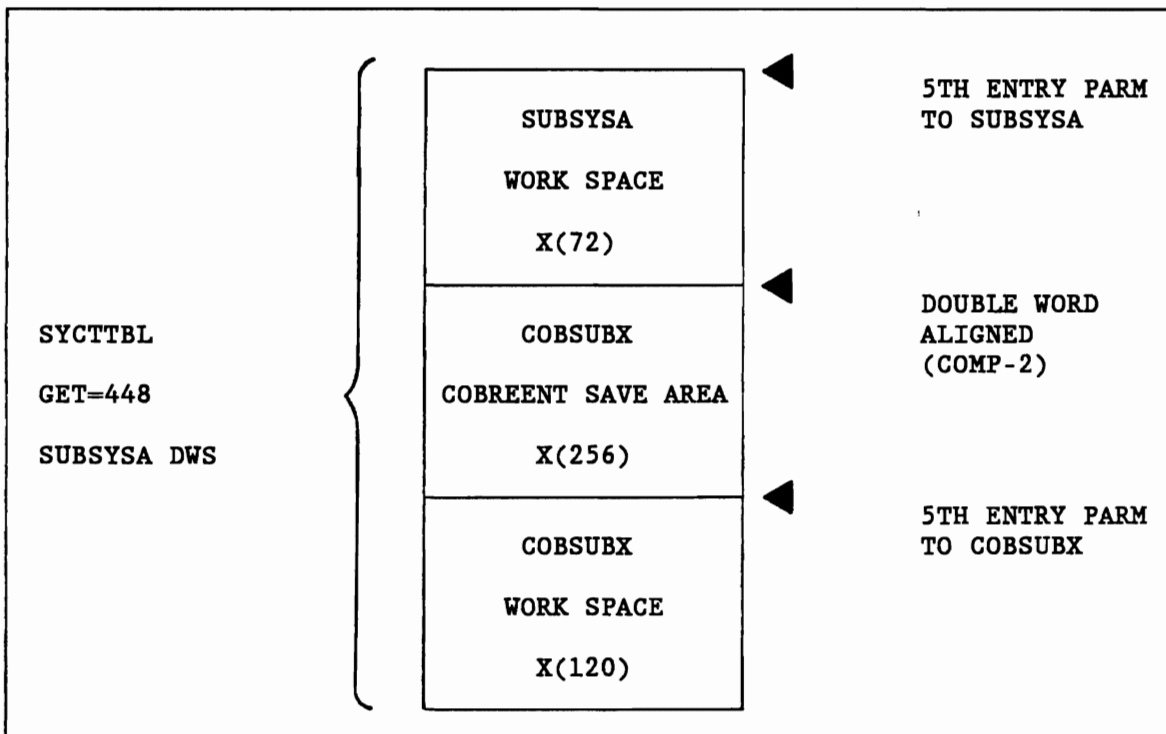 SYCTTBL
GET=448
SUBSYSA DWS
SUBSYSA
WORK SPACE
X(72)
COBSUBX
COBREENT SAVE AREA
X(256)
COBSUBX
WORK SPACE
X(120)
5TH ENTRY PARM
TO SUBSYSA
DOUBLE WORD
ALIGNED
(COMP-2)
5TH ENTRY PARM
TO COBSUBX